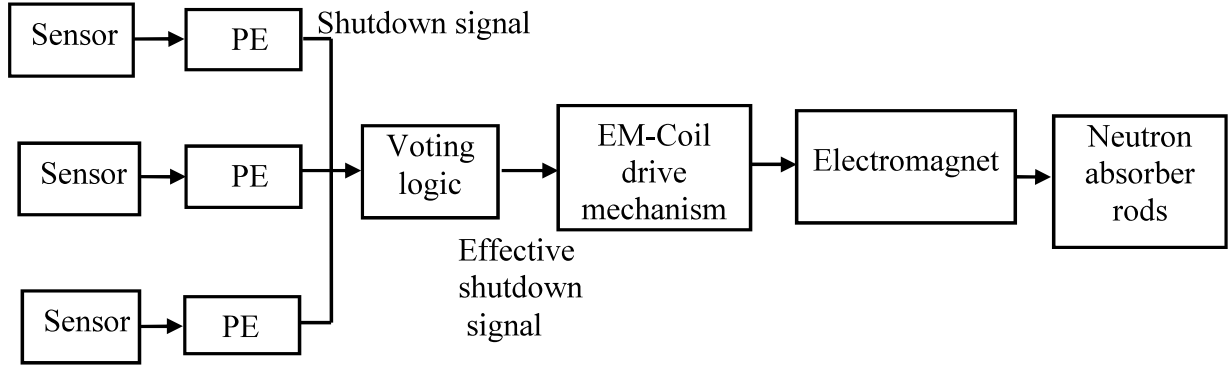 Sensor
PE
Shutdown signal
Sensor
PE
Voting
logic
EM-Coil
drive
mechanism
Electromagnet
Neutron
absorber
rods
Effective
shutdown
signal
Sensor
PE